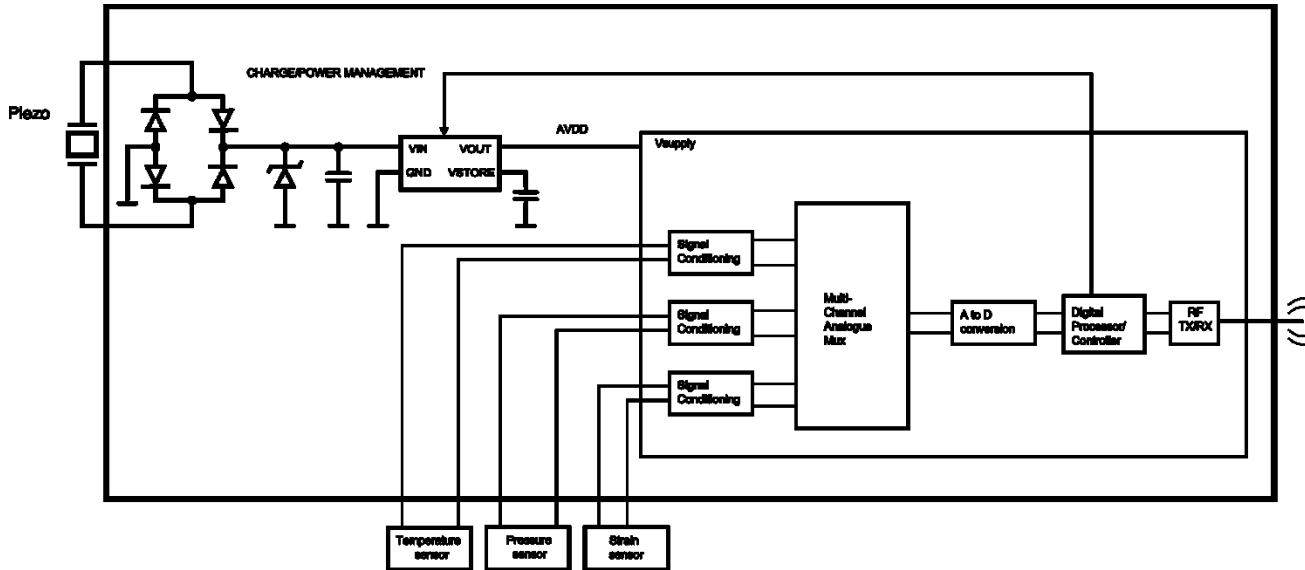 CHARGE/POWER MANAGEMENT
Piezo
AVDD
VIN
VOUT
GND
VSTORE
Vsupply
Signal
Conditioning
Signal
Conditioning
Signal
Conditioning
Multi-
Channel
Analogue
Mux
A to D
conversion
Digital
Processor/
Controller
RF
TX/RX
Temperature
sensor
Pressure
sensor
Strain
sensor